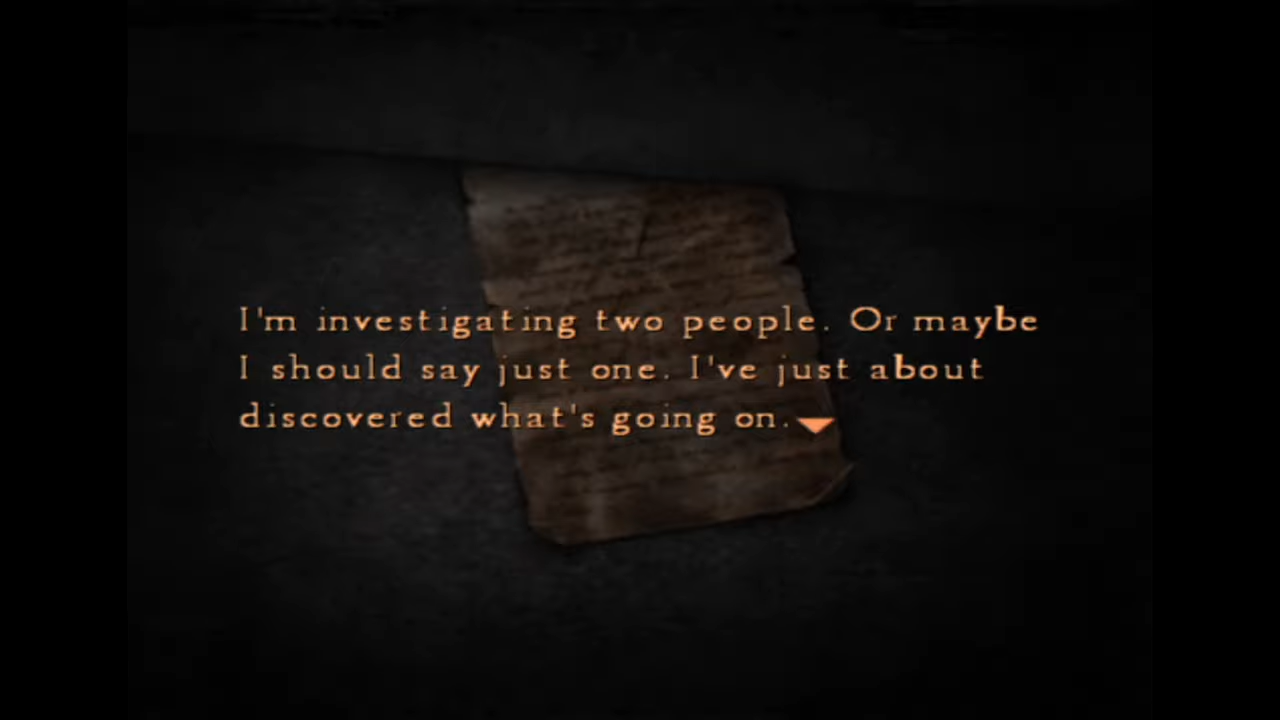 I'm investigating two people. Or maybe
I should say just one. I've just about
discovered what's going on.